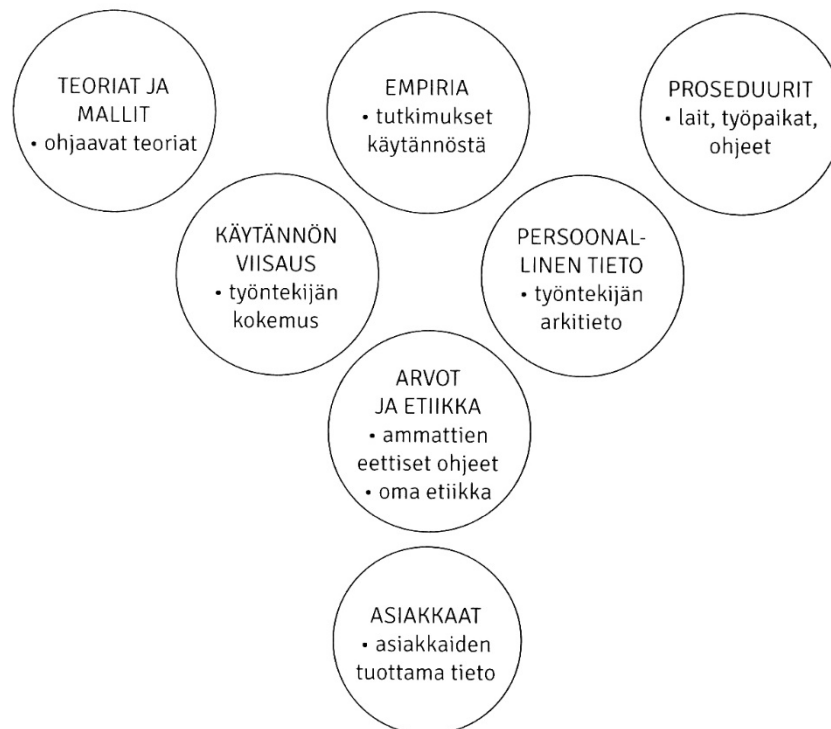 TEORIAT JA
MALLIT
• ohjaavat teoriat
EMPIRIA
• tutkimukset
käytännöstä
PROSEDUURIT
• lait, työpaikat,
ohjeet
KÄYTÄNNÖN
VIISAUS
• työntekijän
kokemus
PERSOONAL-
LINEN TIETO
• työntekijän
arkitieto
ARVOT
JA ETIIKKA
• ammattien
eettiset ohjeet
• oma etiikka
ASIAKKAAT
• asiakkaiden
tuottama tieto